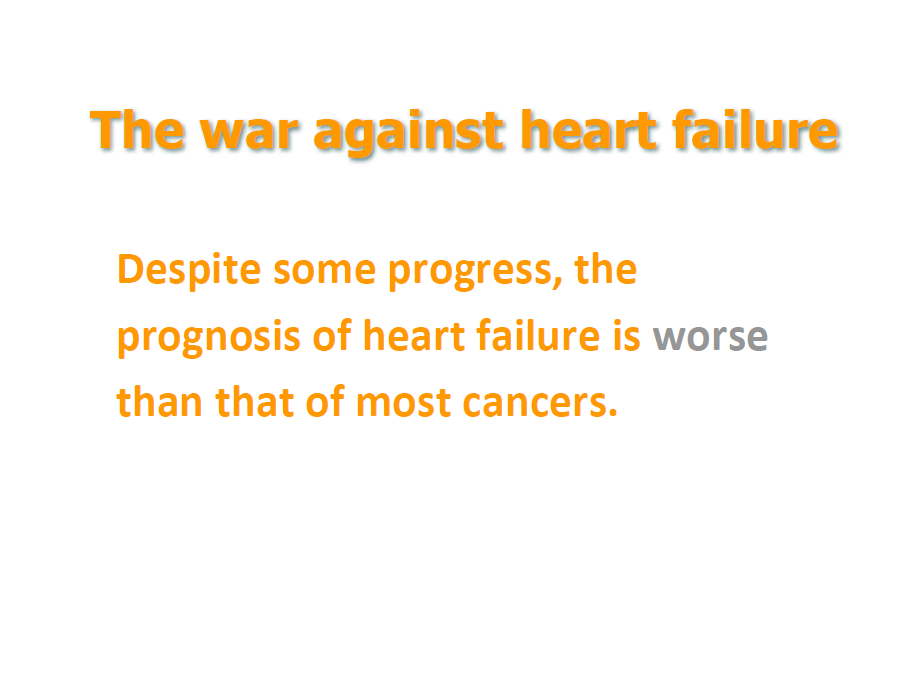 The war against heart failure
Despite some progress, the
prognosis of heart failure is worse
than that of most cancers.